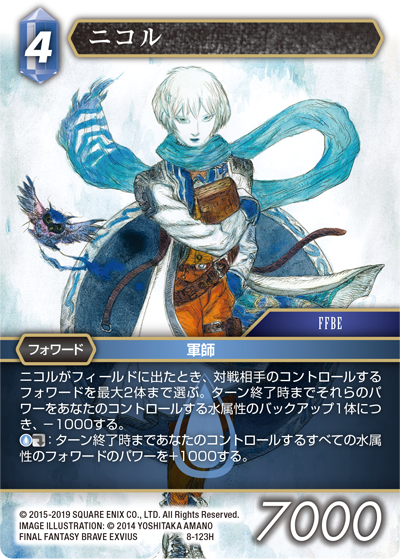 4
ニコル
FFBE
フォワード
軍師
ニコルがフィールドに出たとき、対戦相手のコントロールする
フォワードを最大2体まで選ぶ。ターン終了時までそれらのパ
ワーをあなたのコントロールする水属性のバックアップ1体につ
き、－1000する。
：ターン終了時まであなたのコントロールするすべての水属
性のフォワードのパワーを+1000する。
© 2015-2019 SQUARE ENIX CO., LTD. All Rights Reserved.
IMAGE ILLUSTRATION: © 2014 YOSHITAKA AMANO
FINAL FANTASY BRAVE EXVIUS 8-123H
7000